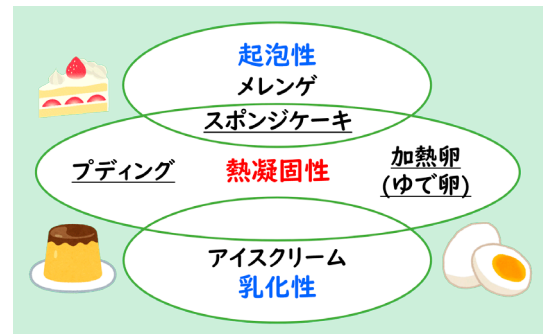 起泡性
メレンゲ
スポンジケーキ
プディング
熱凝固性
加熱卵
(ゆで卵)
アイスクリーム
乳化性